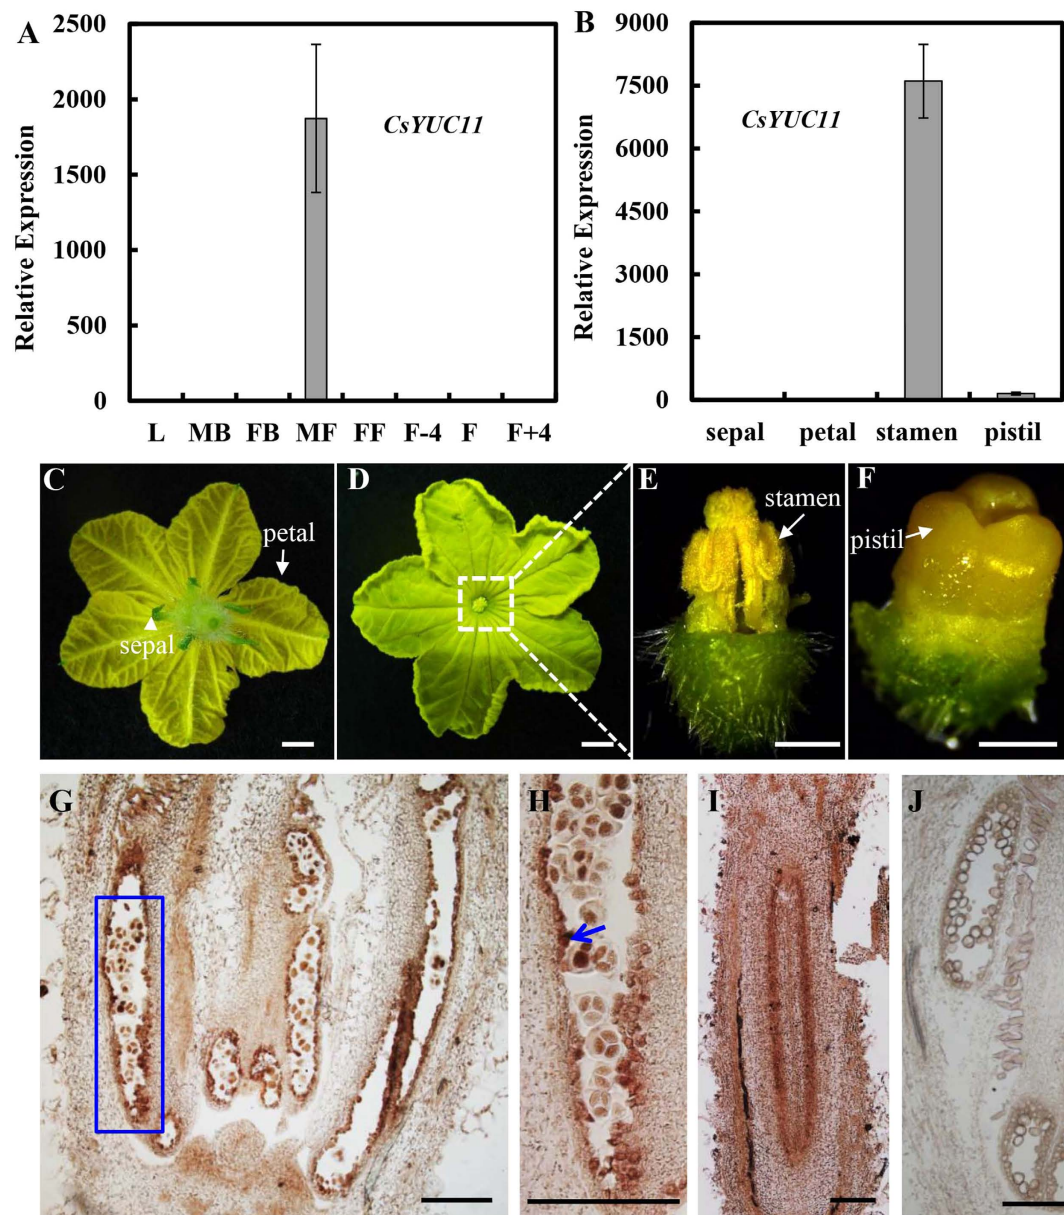 A
Relative Expression
2500
2000
1500
1000
500
0
CsYUC11
L MB FB MF FF F-4 F F+4
B
Relative Expression
9000
7500
6000
4500
3000
1500
0
CsYUC11
sepal petal stamen pistil
C
petal
sepal
D
E
stamen
F
pistil
G
H
I
J